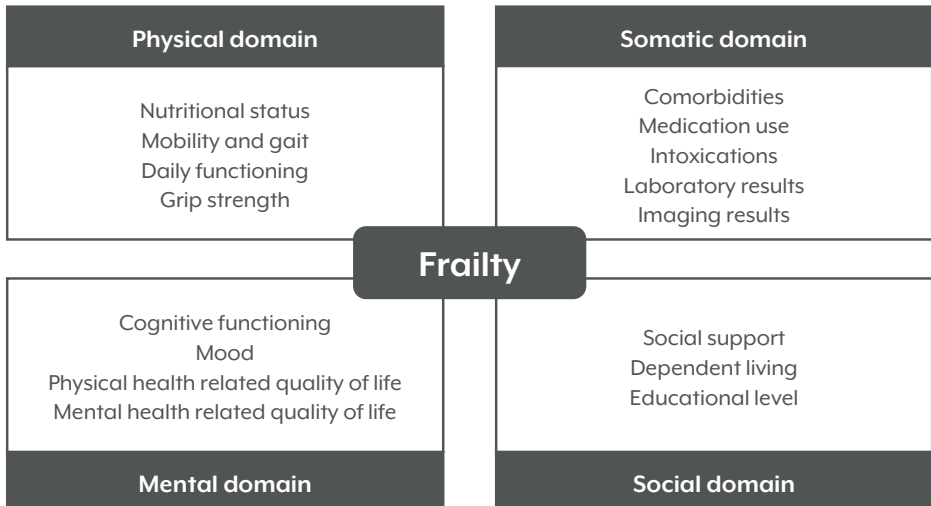 Physical domain
Nutritional status
Mobility and gait
Daily functioning
Grip strength
Somatic domain
Comorbidities
Medication use
Intoxications
Laboratory results
Imaging results
Frailty
Cognitive functioning
Mood
Physical health related quality of life
Mental health related quality of life
Mental domain
Social support
Dependent living
Educational level
Social domain